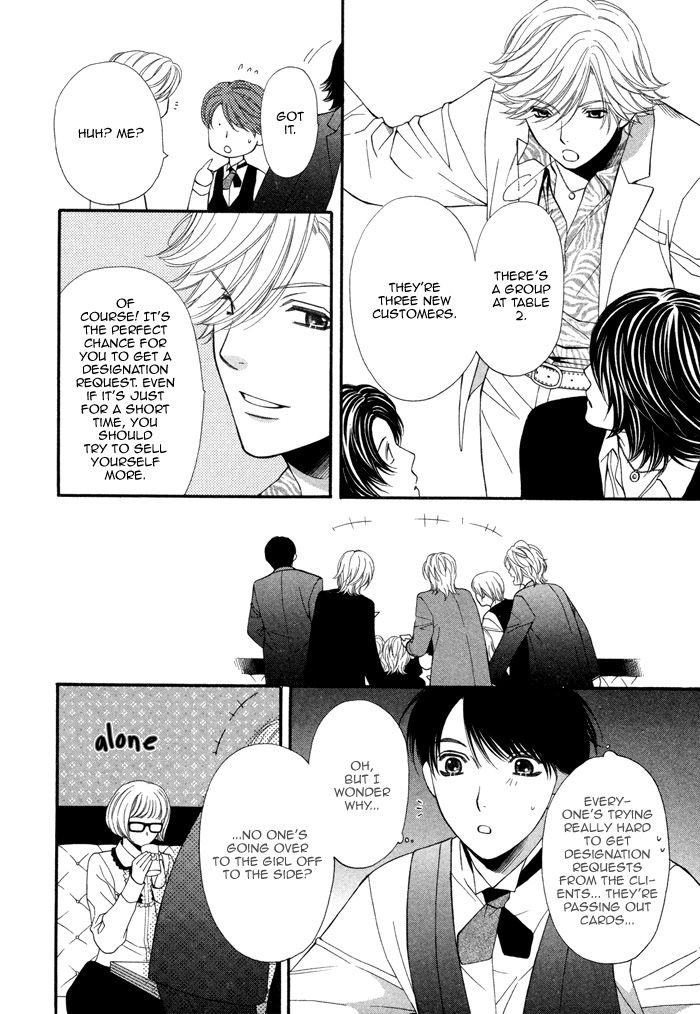 THERE'S
A GROUP
AT TABLE
2.
THEY'RE
THREE NEW
CUSTOMERS.
GOT
IT.
HUH? ME?
OF
COURSE! IT'S
THE PERFECT
CHANCE FOR
YOU TO GET A
DESIGNATION
REQUEST. EVEN
IF IT'S JUST
FOR A SHORT
TIME, YOU
SHOULD
TRY TO SELL
YOURSELF
MORE.
EVERY-
ONE'S TRYING
REALLY HARD
TO GET
DESIGNATION
REQUESTS
FROM THE CLI-
ENTS... THEY'RE
PASSING OUT
CARDS...
OH,
BUT I
WONDER
WHY...
...NO ONE'S
GOING OVER
TO THE GIRL OFF
TO THE SIDE?
alone